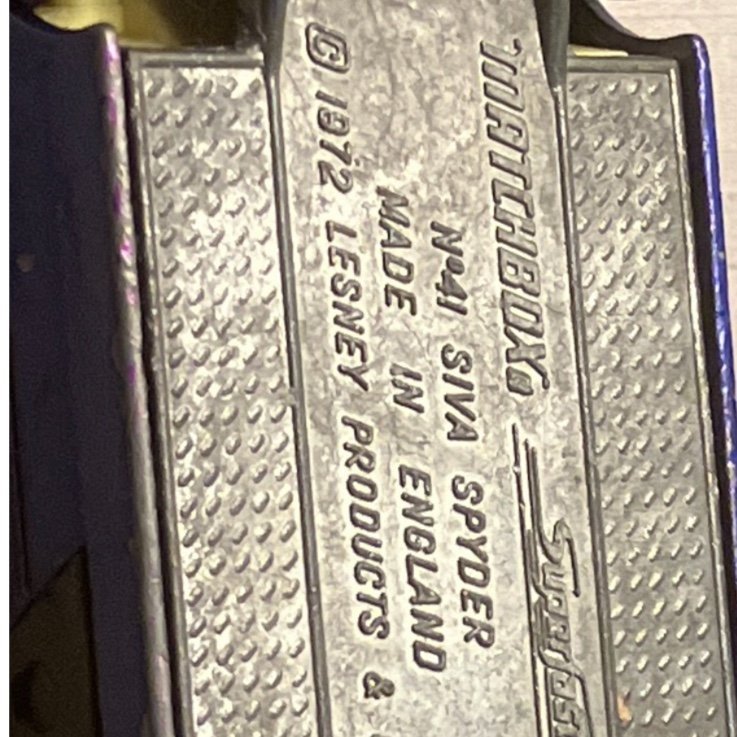 MATCHBOX® Superfast
Nº41 SIVA SPYDER
MADE IN ENGLAND
© 1972 LESNEY PRODUCTS &